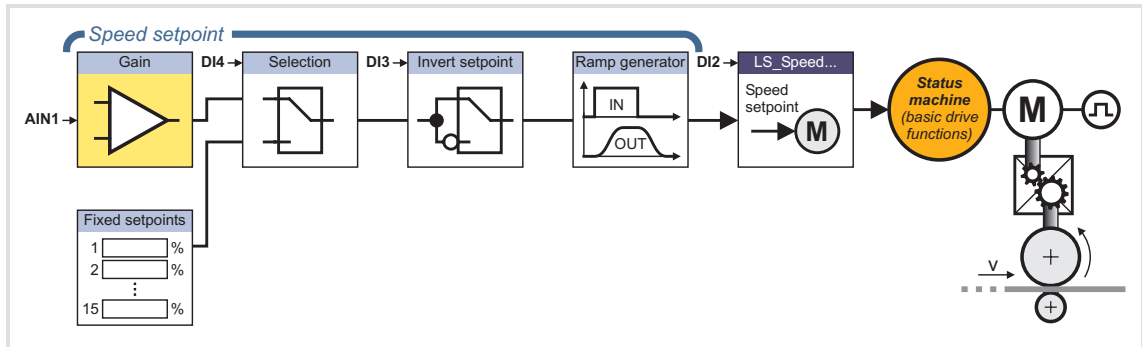 Speed setpoint
Gain
DI4
Selection
DI3
Invert setpoint
Ramp generator
DI2
LS_Speed...
AIN1
IN
OUT
Speed
setpoint
M
Status
machine
(basic drive
functions)
M
Fixed setpoints
1 %
2 %
15 %
v